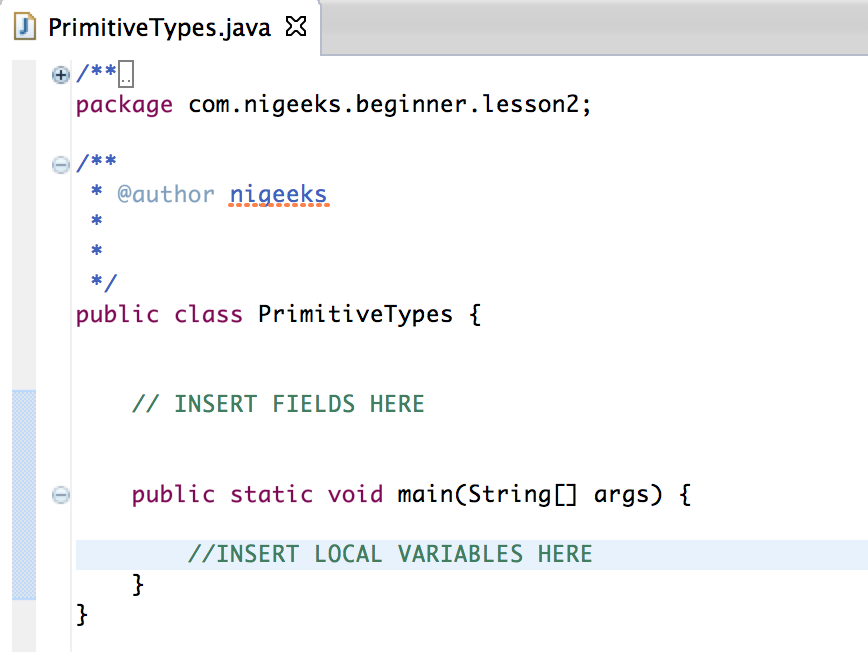 PrimitiveTypes.java
/**..
package com.nigeeks.beginner.lesson2;
/**
* @author nigeeks
*
*
*/
public class PrimitiveTypes {
// INSERT FIELDS HERE
public static void main(String[] args) {
//INSERT LOCAL VARIABLES HERE
}
}